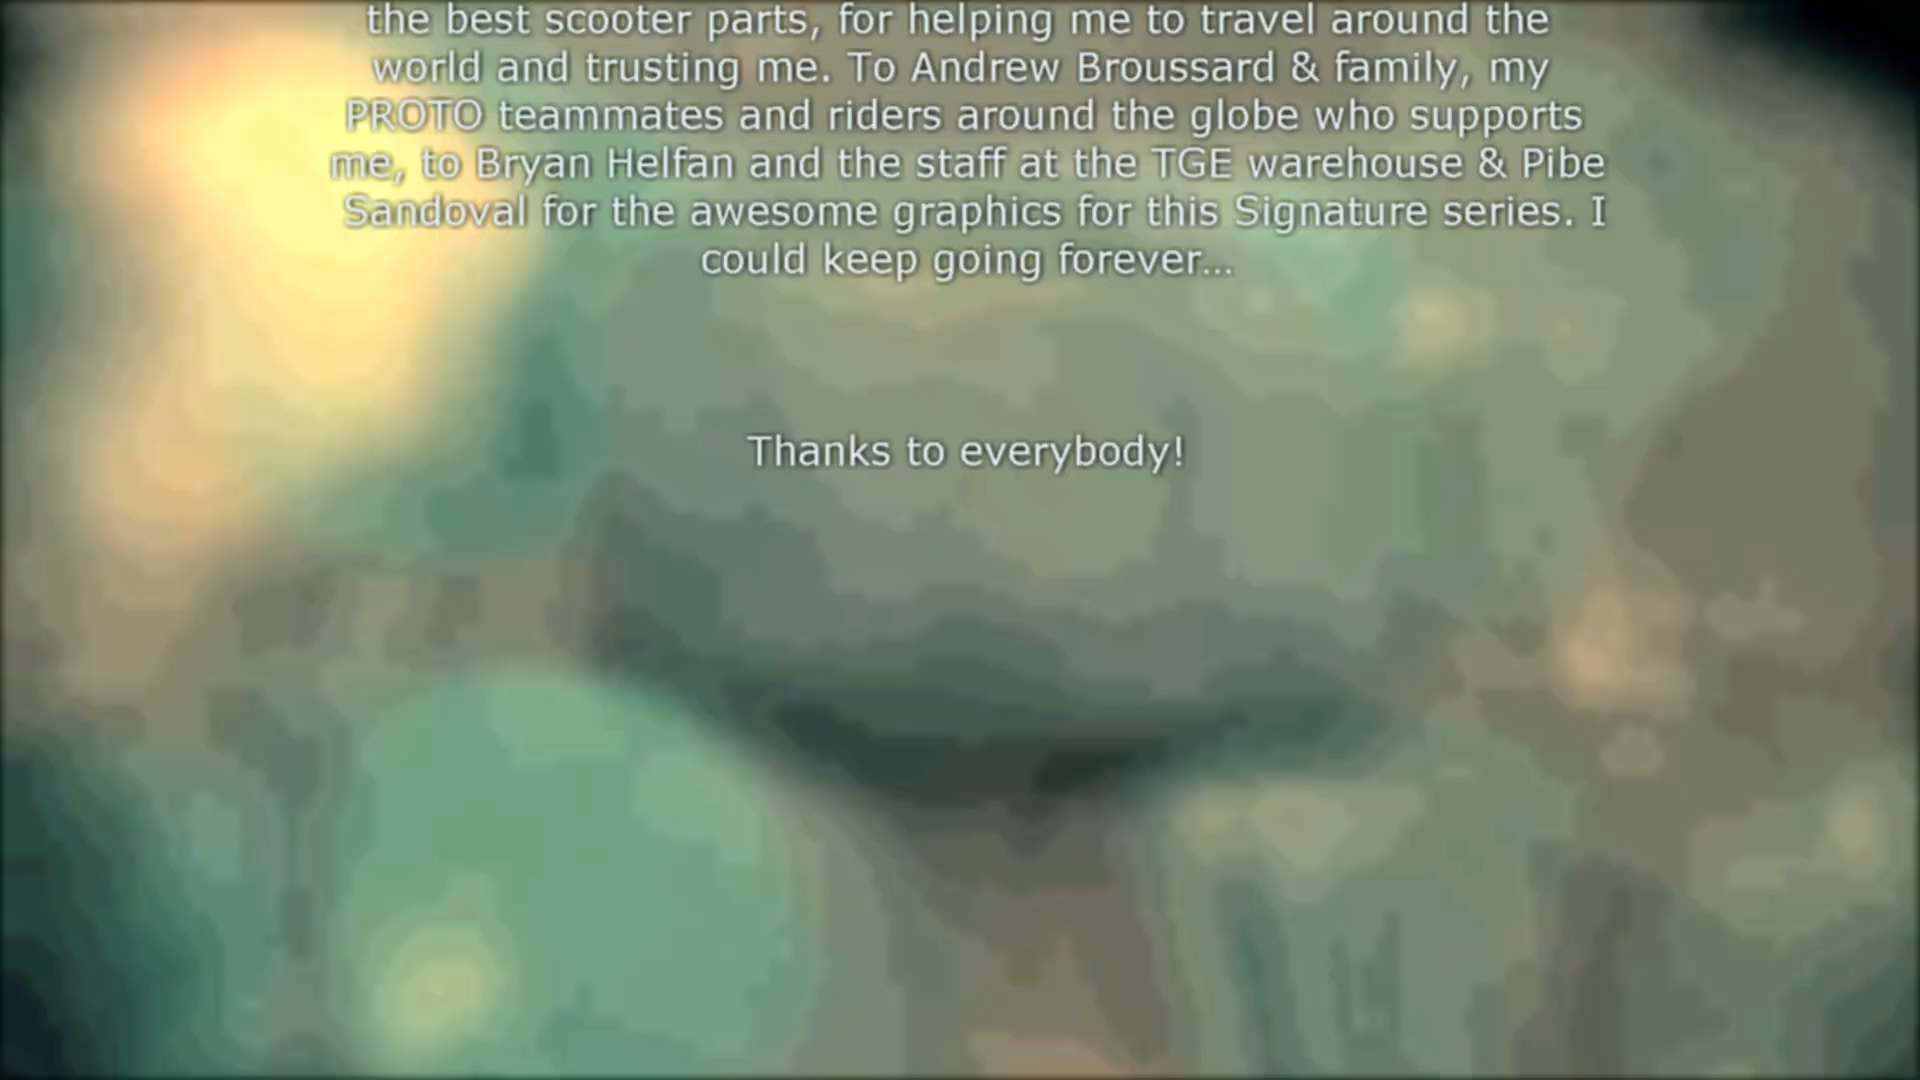 the best scooter parts, for helping me to travel around the
world and trusting me. To Andrew Broussard & family, my
PROTO teammates and riders around the globe who supports
me, to Bryan Helfan and the staff at the TGE warehouse & Pibe
Sandoval for the awesome graphics for this Signature series. I
could keep going forever...
Thanks to everybody!